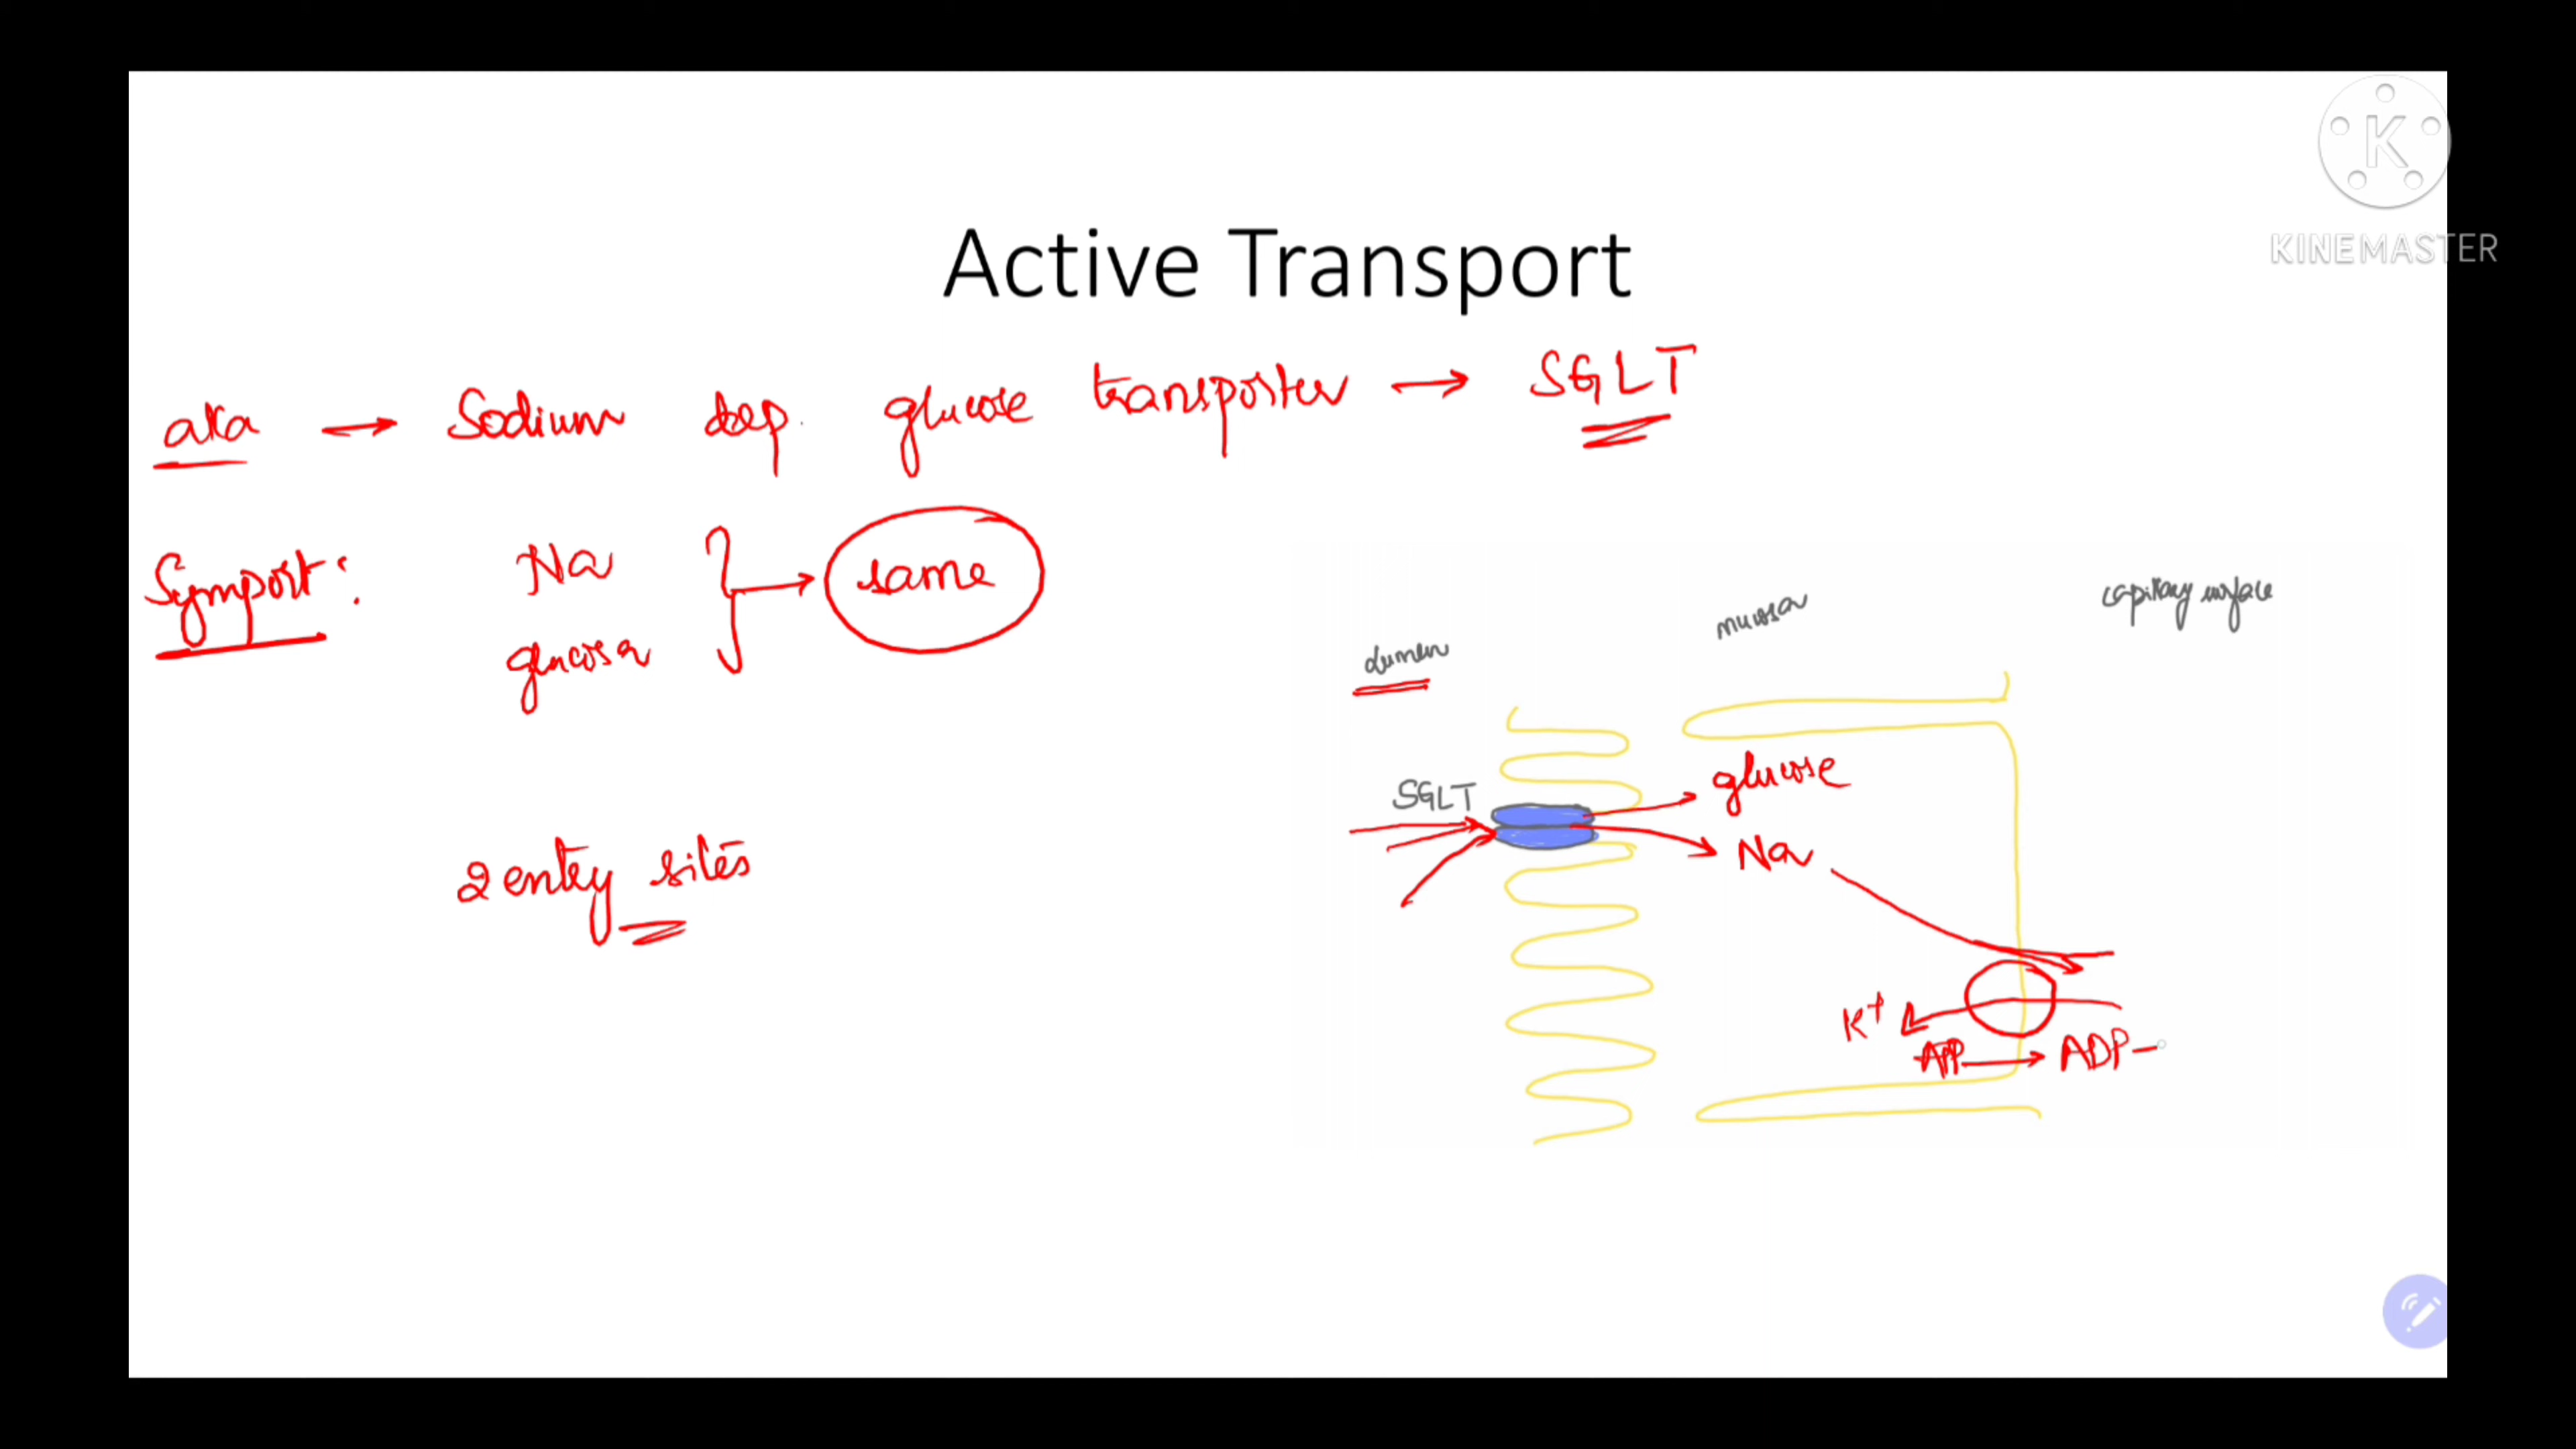 K
KINEMASTER
Active Transport
aka → Sodium dep. glucose transporter → SGLT
Symport: Na
glucose
same
2 entry sites
lumen
mucosa
capillary surface
SGLT
glucose
Na
K+
ATP → ADP